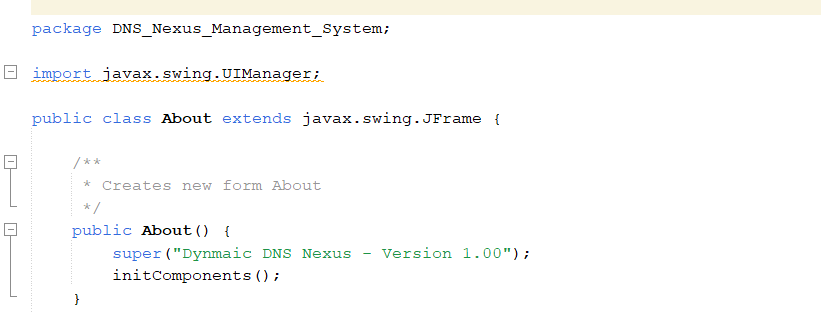 package DNS_Nexus_Management_System;
import javax.swing.UIManager;
public class About extends javax.swing.JFrame {
/**
* Creates new form About
*/
public About() {
super("Dynmaic DNS Nexus - Version 1.00");
initComponents();
}